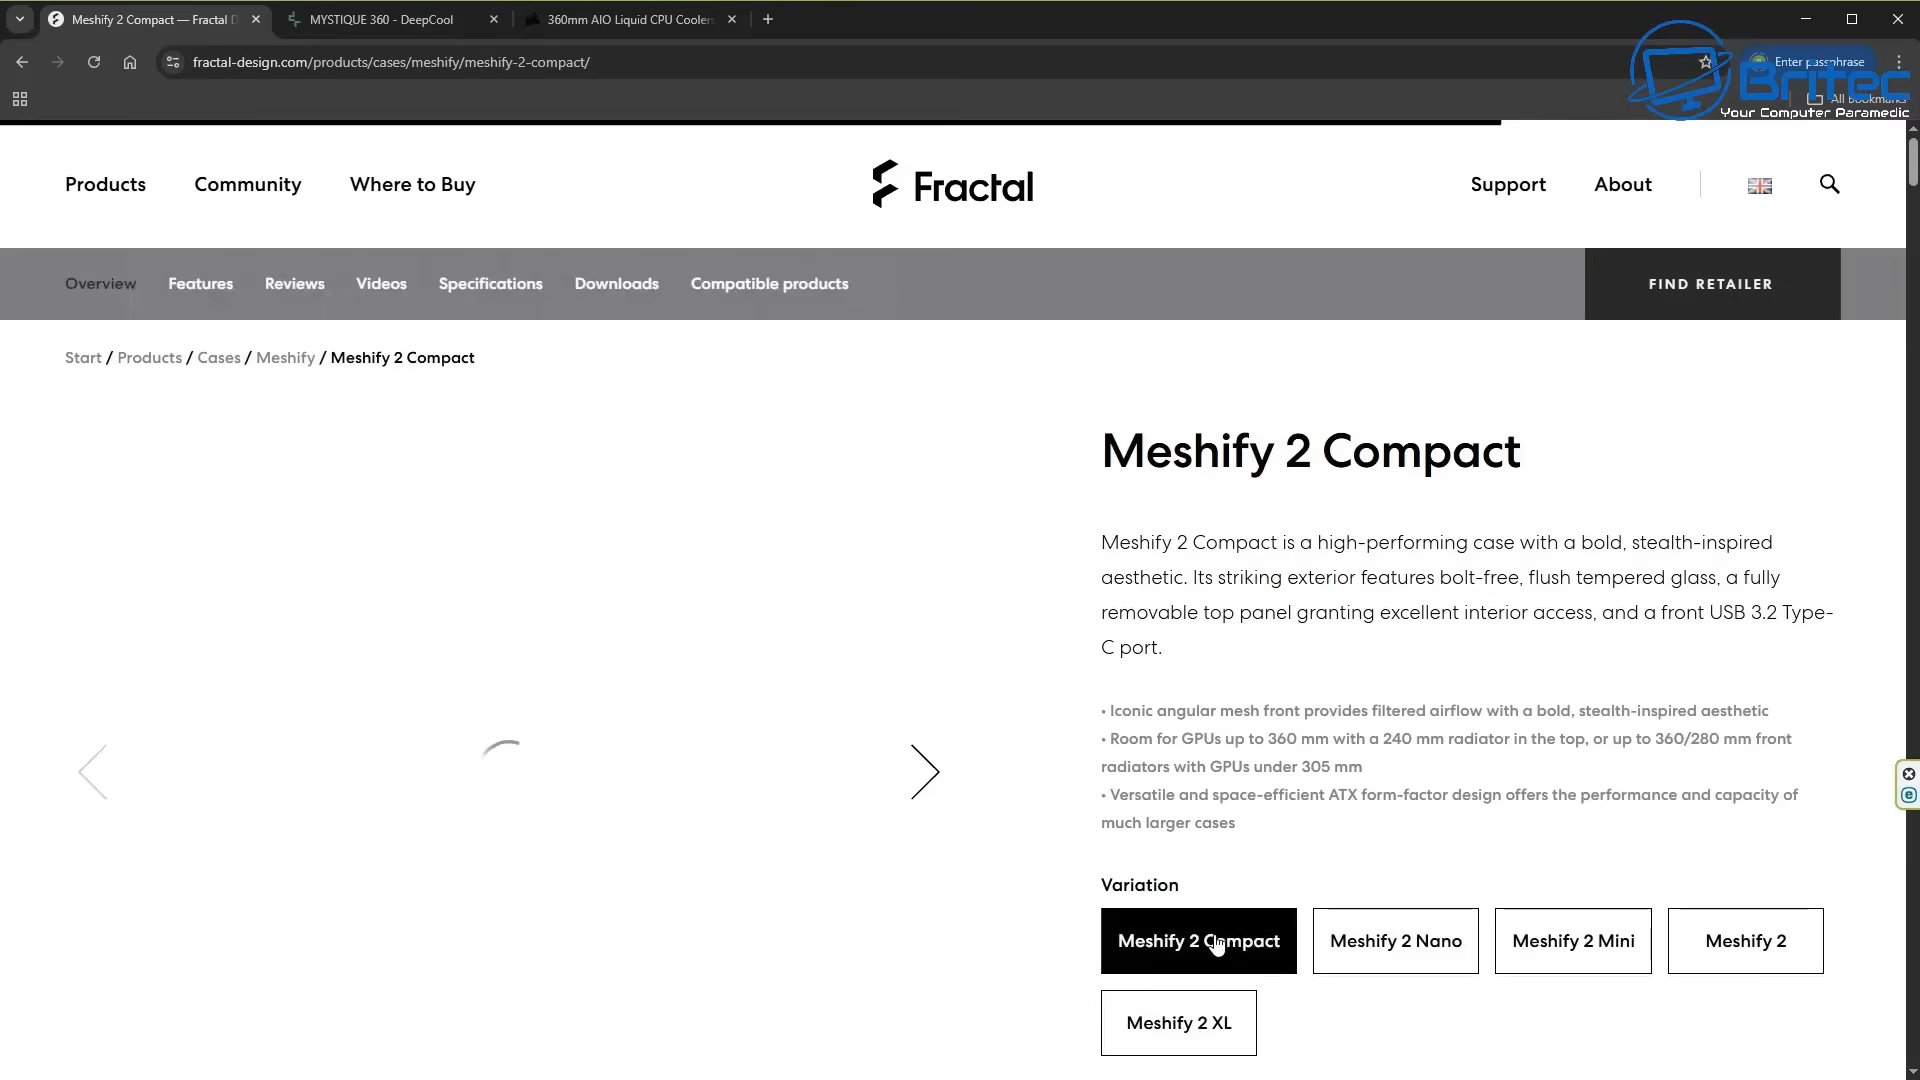 Meshify 2 Compact — Fractal D
MYSTIQUE 360 - DeepCool
360mm AIO Liquid CPU Coolers
fractal-design.com/products/cases/meshify/meshify-2-compact/
Enter passphrase
All Bookmarks
Britec
Your Computer Paramedic
Products
Community
Where to Buy
Fractal
Support
About
Overview
Features
Reviews
Videos
Specifications
Downloads
Compatible products
FIND RETAILER
Start / Products / Cases / Meshify / Meshify 2 Compact
Meshify 2 Compact
Meshify 2 Compact is a high-performing case with a bold, stealth-inspired
aesthetic. Its striking exterior features bolt-free, flush tempered glass, a fully
removable top panel granting excellent interior access, and a front USB 3.2 Type-
C port.
• Iconic angular mesh front provides filtered airflow with a bold, stealth-inspired aesthetic
• Room for GPUs up to 360 mm with a 240 mm radiator in the top, or up to 360/280 mm front
radiators with GPUs under 305 mm
• Versatile and space-efficient ATX form-factor design offers the performance and capacity of
much larger cases
Variation
Meshify 2 Compact
Meshify 2 Nano
Meshify 2 Mini
Meshify 2
Meshify 2 XL